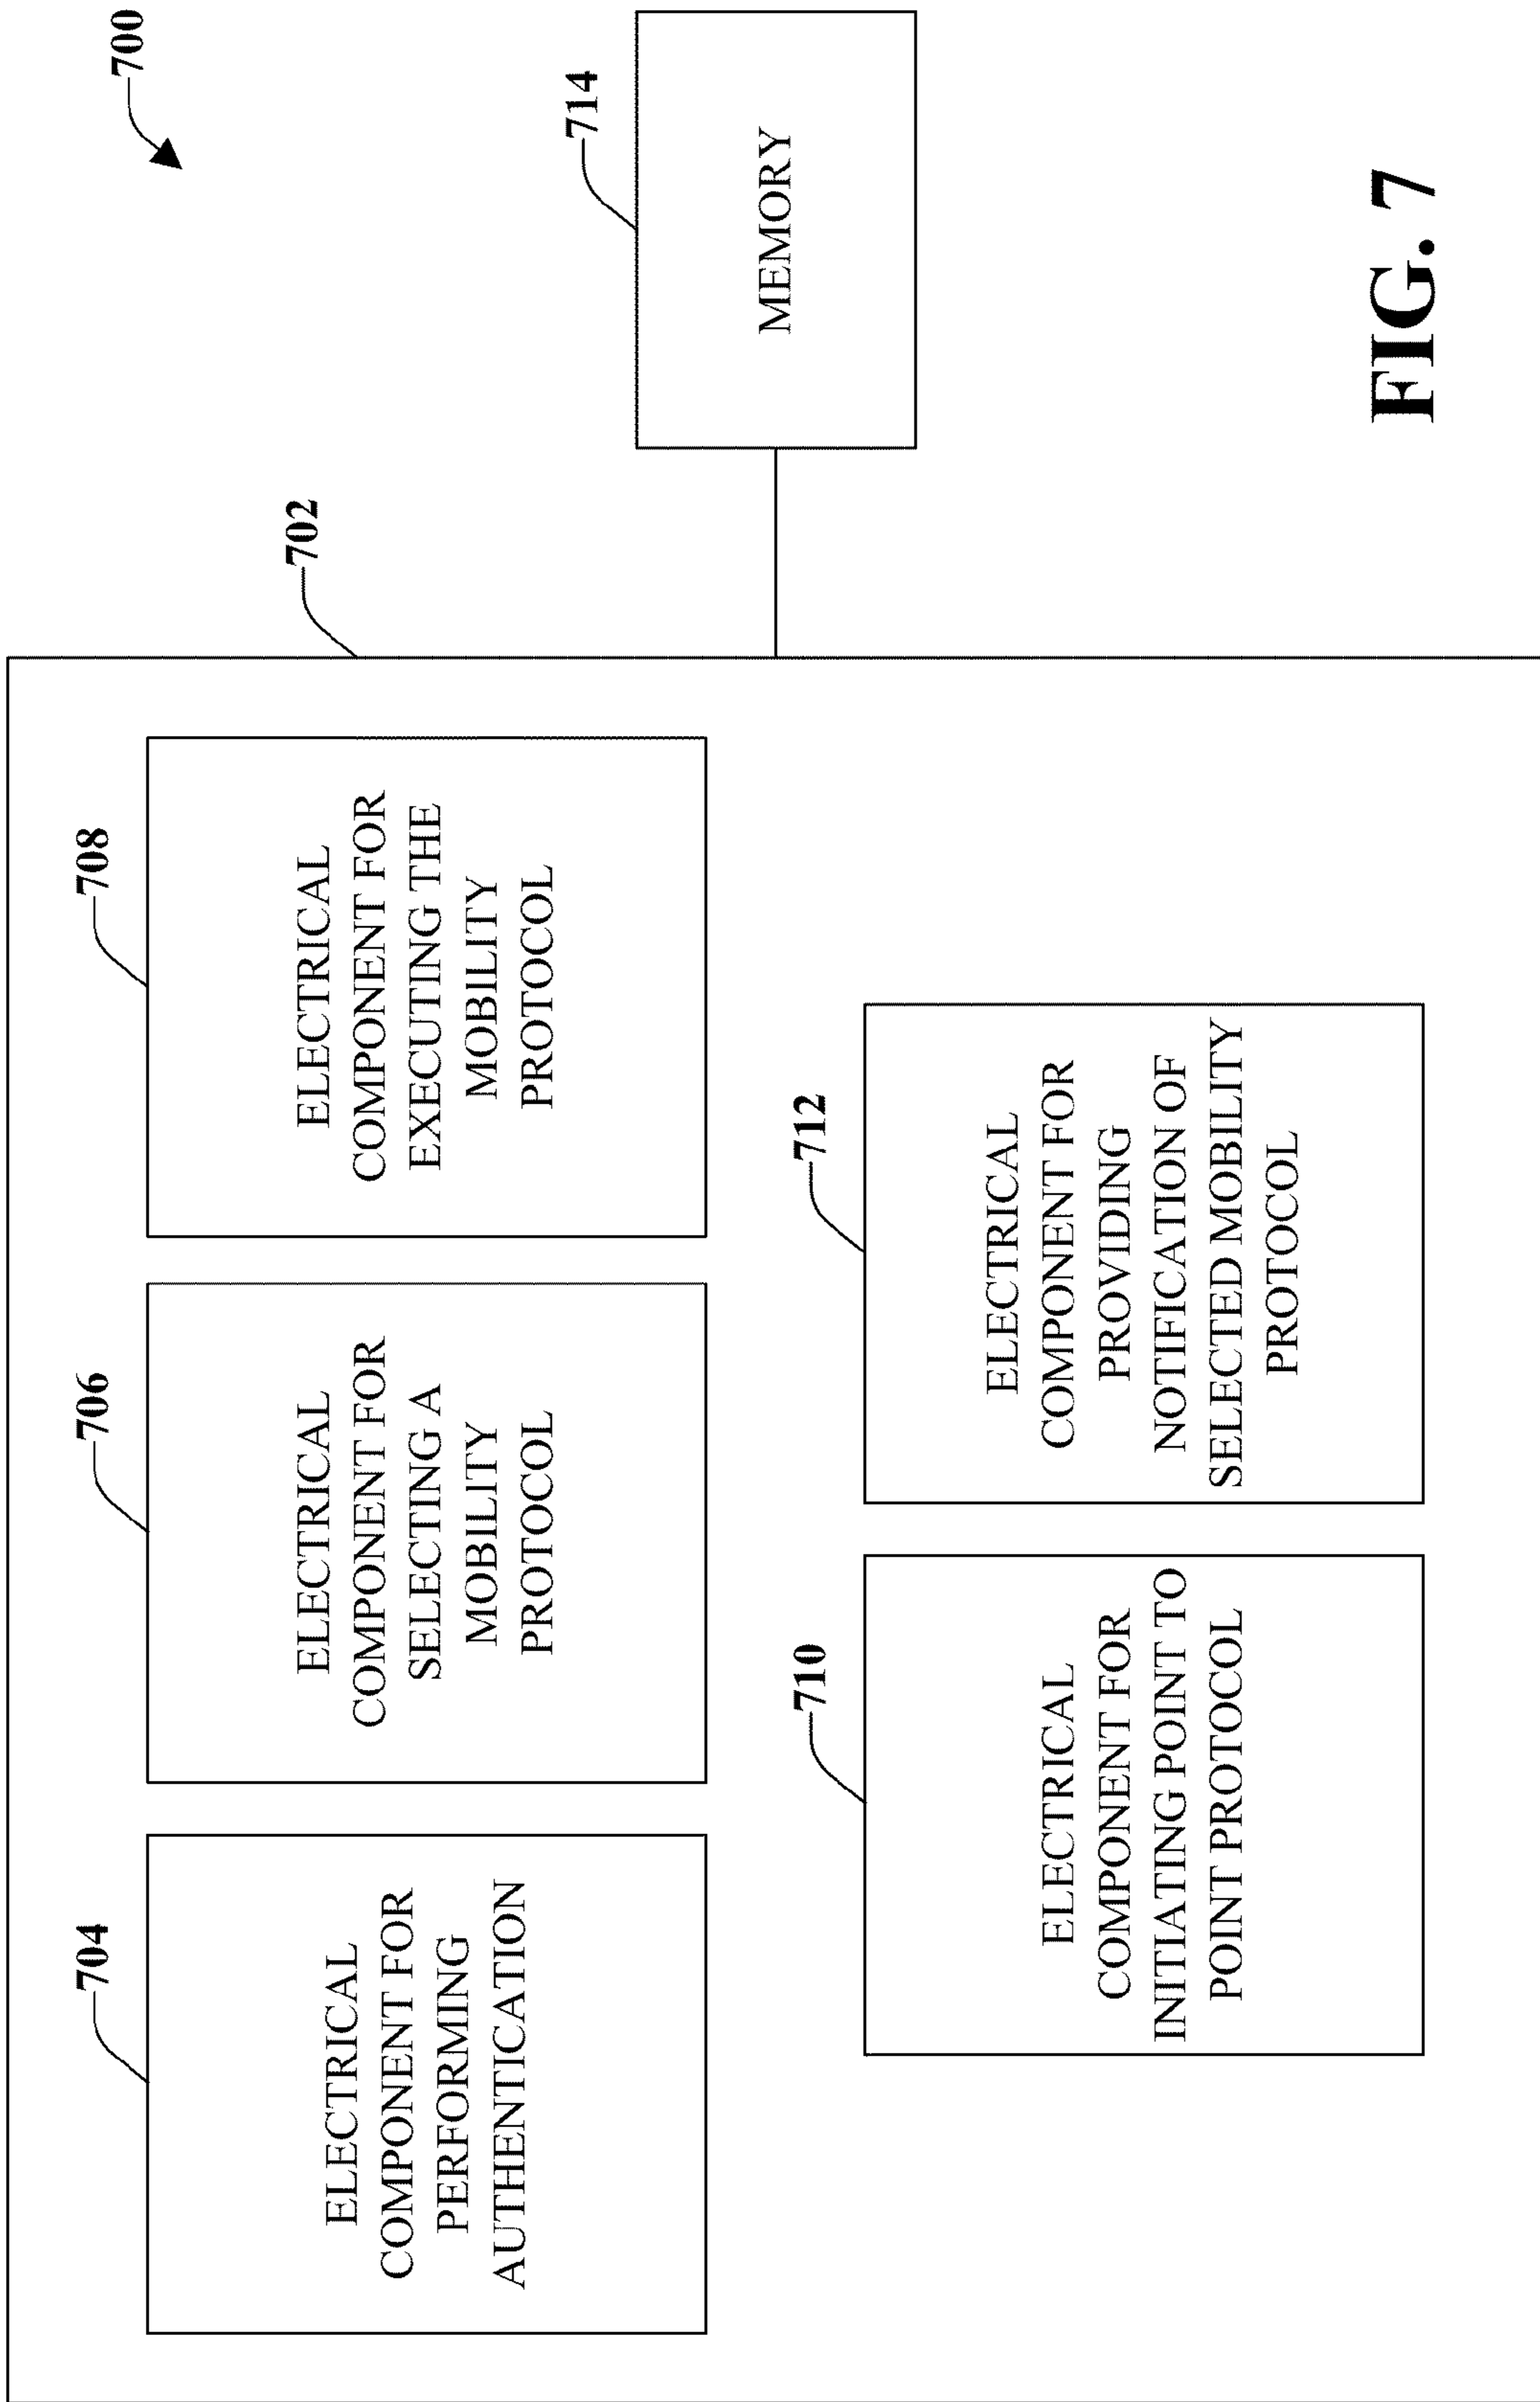 700
702
704
ELECTRICAL
COMPONENT FOR
PERFORMING
AUTHENTICATION
706
ELECTRICAL
COMPONENT FOR
SELECTING A
MOBILITY
PROTOCOL
708
ELECTRICAL
COMPONENT FOR
EXECUTING THE
MOBILITY
PROTOCOL
714
MEMORY
710
ELECTRICAL
COMPONENT FOR
INITIATING POINT TO
POINT PROTOCOL
712
ELECTRICAL
COMPONENT FOR
PROVIDING
NOTIFICATION OF
SELECTED MOBILITY
PROTOCOL
FIG. 7